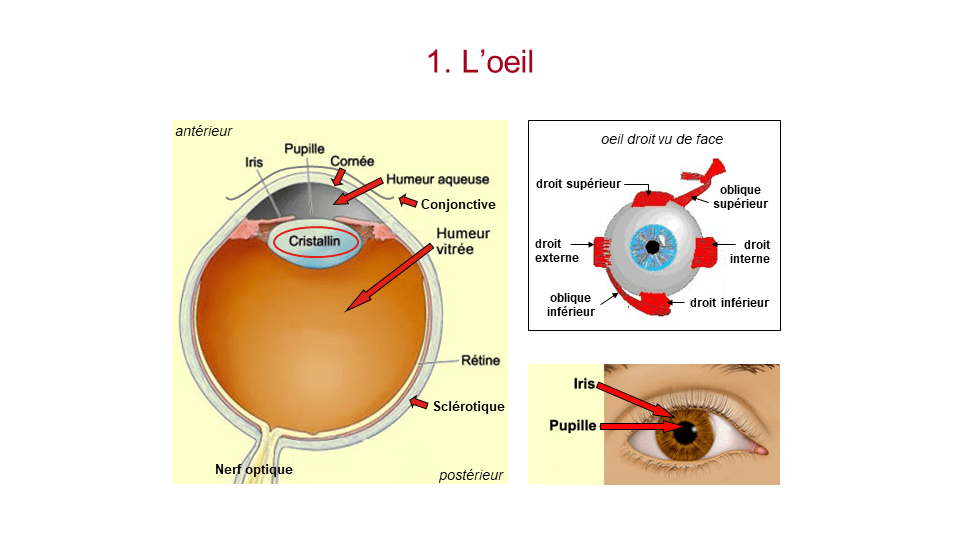 1. L’oeil
antérieur
Pupille
Iris
Cornée
Humeur aqueuse
Conjonctive
Cristallin
Humeur
vitrée
Rétine
Sclérotique
Nerf optique
postérieur
oeil droit vu de face
droit supérieur
oblique
supérieur
droit
externe
droit
interne
oblique
inférieur
droit inférieur
Iris
Pupille